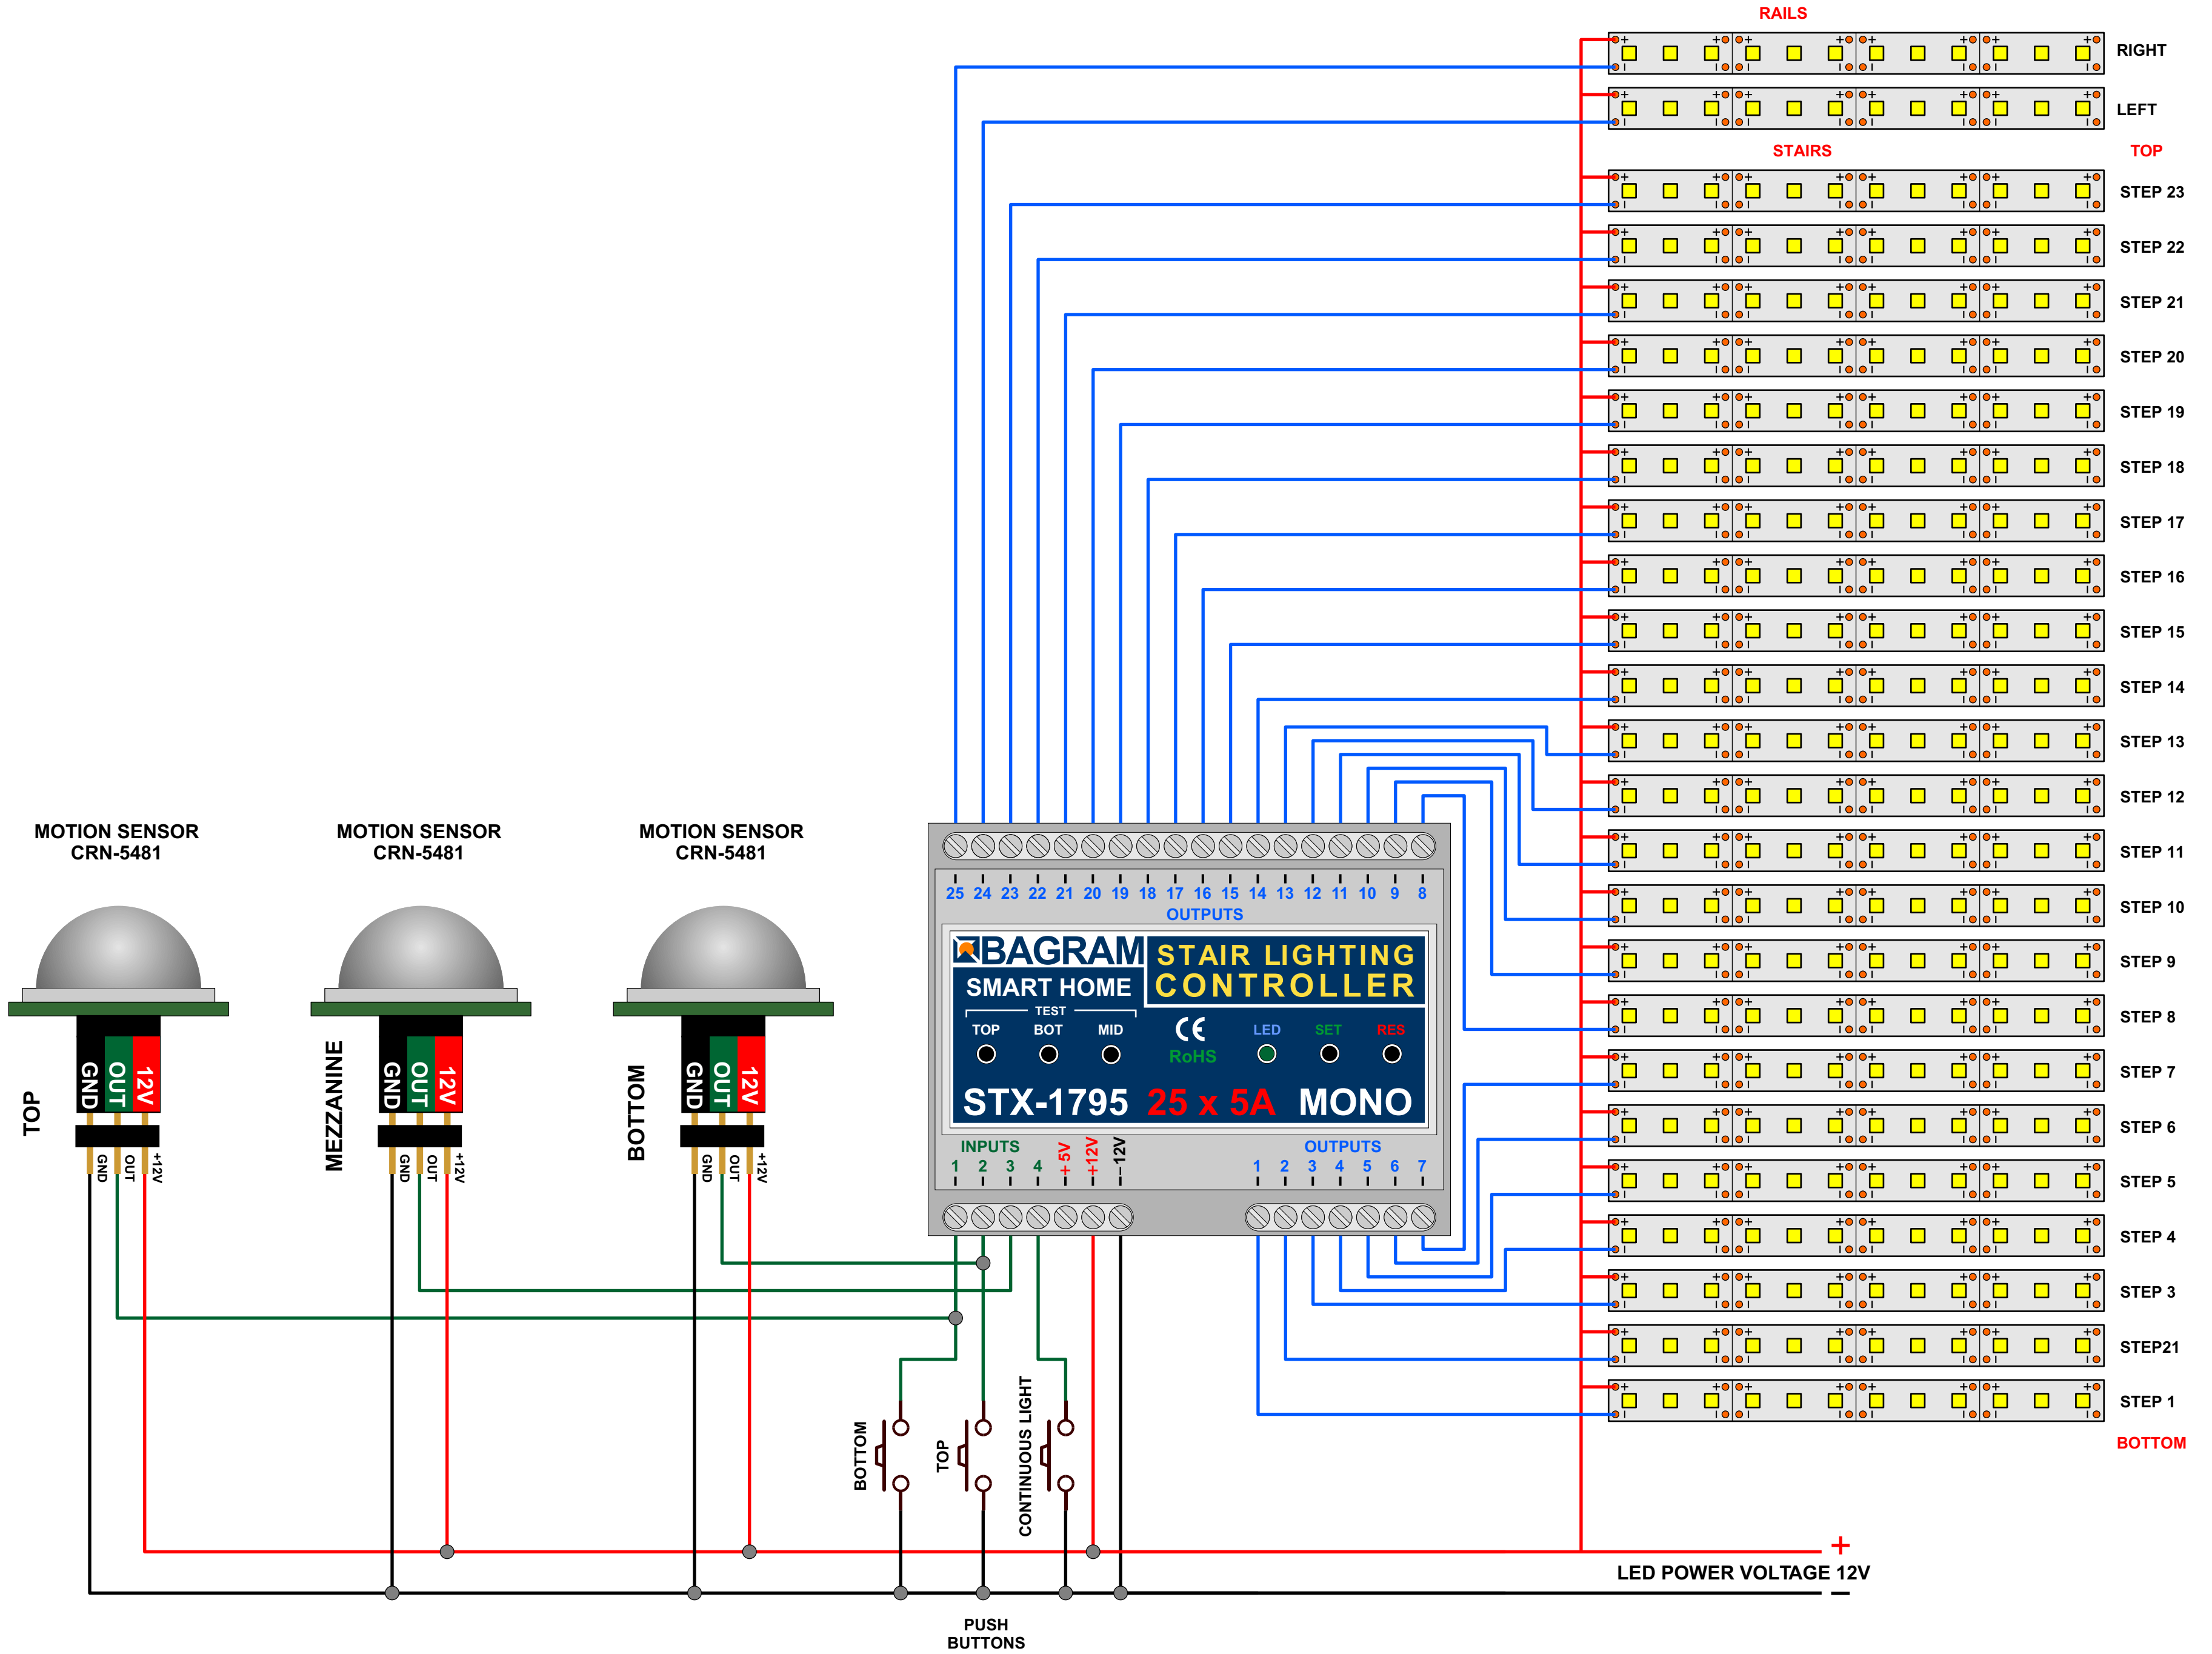 RAILS
RIGHT
LEFT
STAIRS TOP
STEP 23
STEP 22
STEP 21
STEP 20
STEP 19
STEP 18
STEP 17
STEP 16
STEP 15
STEP 14
STEP 13
STEP 12
STEP 11
STEP 10
STEP 9
STEP 8
STEP 7
STEP 6
STEP 5
STEP 4
STEP 3
STEP21
STEP 1
BOTTOM
MOTION SENSOR
CRN-5481
MOTION SENSOR
CRN-5481
MOTION SENSOR
CRN-5481
TOP
GND OUT 12V
GND OUT +12V
MEZZANINE
GND OUT 12V
GND OUT +12V
BOTTOM
GND OUT 12V
GND OUT +12V
25 24 23 22 21 20 19 18 17 16 15 14 13 12 11 10 9 8
OUTPUTS
BAGRAM
SMART HOME
STAIR LIGHTING
CONTROLLER
TEST
TOP BOT MID
CE
RoHS
LED SET RES
STX-1795 25 x 5A MONO
INPUTS
1 2 3 4 +5V +12V –12V
OUTPUTS
1 2 3 4 5 6 7
BOTTOM
TOP
CONTINUOUS LIGHT
PUSH
BUTTONS
+
LED POWER VOLTAGE 12V
–